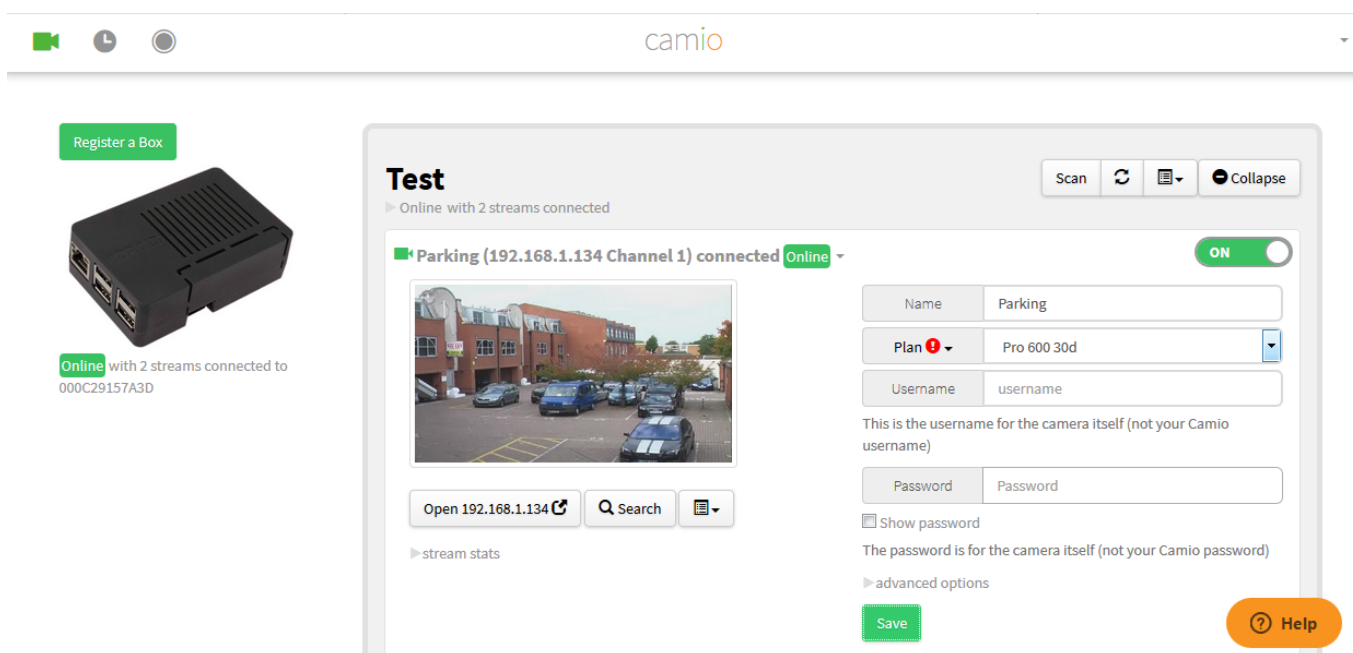 camio
Register a Box
Online with 2 streams connected to
000C29157A3D
Test
Online with 2 streams connected
Scan
Collapse
Parking (192.168.1.134 Channel 1) connected Online
ON
Open 192.168.1.134
Search
stream stats
Name
Parking
Plan
Pro 600 30d
Username
username
This is the username for the camera itself (not your Camio
username)
Password
Password
Show password
The password is for the camera itself (not your Camio password)
advanced options
Save
Help